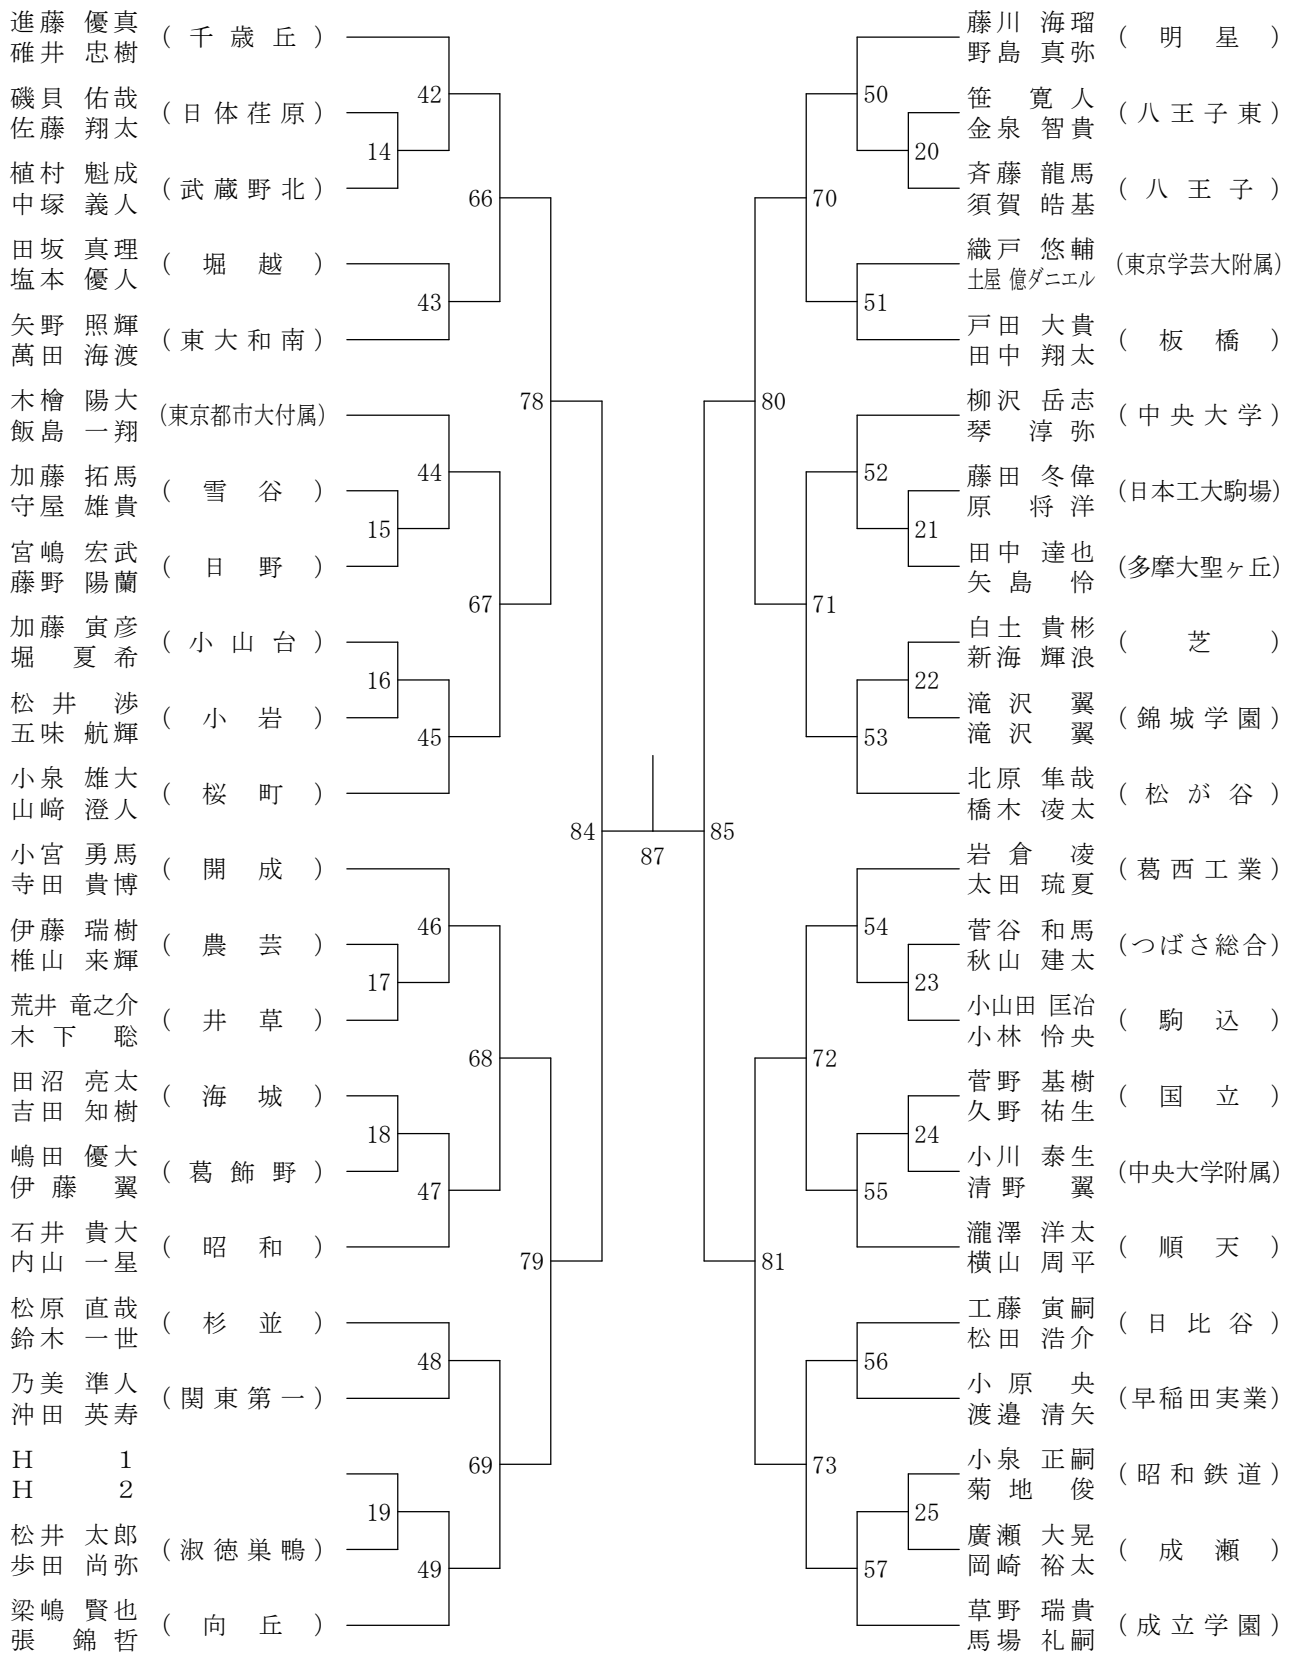 進藤 優真
碓井 忠樹
(千歳丘)
磯貝 佑哉
佐藤 翔太
(日体荏原)
植村 魁成
中塚 義人
(武蔵野北)
田坂 真理
塩本 優人
(堀越)
矢野 照輝
萬田 海渡
(東大和南)
木檜 陽大
飯島 一翔
(東京都市大付属)
加藤 拓馬
守屋 雄貴
(雪谷)
宮嶋 宏武
藤野 陽蘭
(日野)
加藤 寅彦
堀 夏希
(小山台)
松井 渉
五味 航輝
(小岩)
小泉 雄大
山﨑 澄人
(桜町)
小宮 勇馬
寺田 貴博
(開成)
伊藤 瑞樹
椎山 来輝
(農芸)
荒井 竜之介
木下 聡
(井草)
田沼 亮太
吉田 知樹
(海城)
嶋田 優大
伊藤 翼
(葛飾野)
石井 貴大
内山 一星
(昭和)
松原 直哉
鈴木 一世
(杉並)
乃美 準人
沖田 英寿
(関東第一)
H 1
H 2
松井 太郎
歩田 尚弥
(淑徳巣鴨)
梁嶋 賢也
張 錦哲
(向丘)
42
14
66
43
78
44
15
67
16
45
84
46
17
68
18
47
79
48
69
19
49
87
85
50
20
70
51
80
52
21
71
22
53
54
23
72
24
55
81
56
73
25
57
藤川 海瑠
野島 真弥
(明星)
笹 寛人
金泉 智貴
(八王子東)
斉藤 龍馬
須賀 皓基
(八王子)
織戸 悠輔
土屋 億ダニエル
(東京学芸大附属)
戸田 大貴
田中 翔太
(板橋)
柳沢 岳志
琴 淳弥
(中央大学)
藤田 冬偉
原 将洋
(日本工大駒場)
田中 達也
矢島 怜
(多摩大聖ヶ丘)
白土 貴彬
新海 輝浪
(芝)
滝沢 翼
滝沢 翼
(錦城学園)
北原 隼哉
橋木 凌太
(松が谷)
岩倉 凌
太田 琉夏
(葛西工業)
菅谷 和馬
秋山 建太
(つばさ総合)
小山田 匡冶
小林 怜央
(駒込)
菅野 基樹
久野 祐生
(国立)
小川 泰生
清野 翼
(中央大学附属)
瀧澤 洋太
横山 周平
(順天)
工藤 寅嗣
松田 浩介
(日比谷)
小原 央
渡邉 清矢
(早稲田実業)
小泉 正嗣
菊地 俊
(昭和鉄道)
廣瀬 大晃
岡崎 裕太
(成瀬)
草野 瑞貴
馬場 礼嗣
(成立学園)